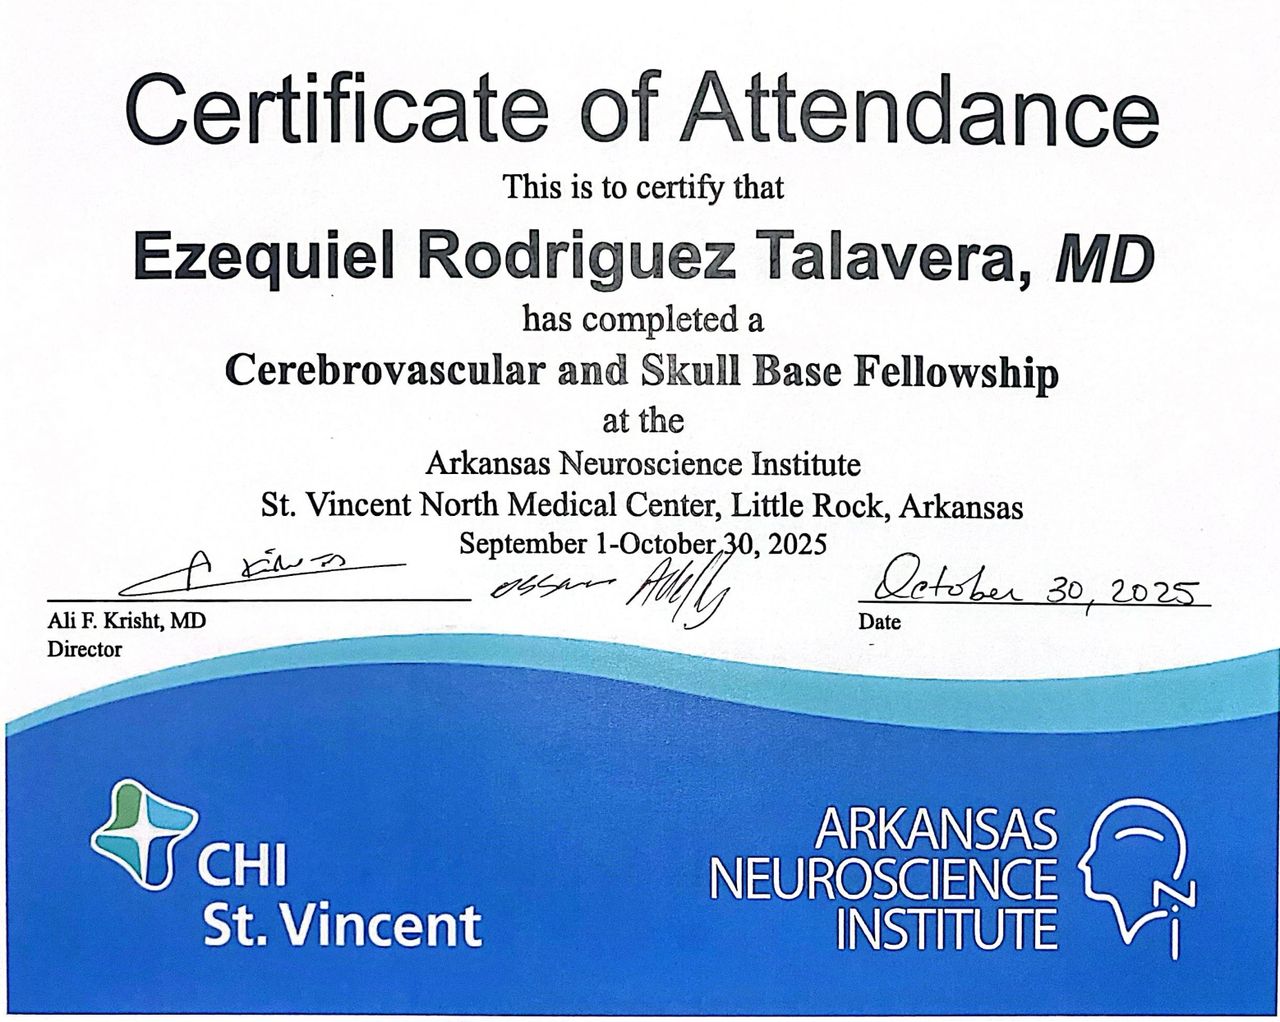 Certificate of Attendance
This is to certify that
Ezequiel Rodriguez Talavera, MD
has completed a
Cerebrovascular and Skull Base Fellowship
at the
Arkansas Neuroscience Institute
St. Vincent North Medical Center, Little Rock, Arkansas
September 1-October 30, 2025
October 30, 2025
Ali F. Krisht, MD
Director
Date
CHI
St. Vincent
ARKANSAS
NEUROSCIENCE
INSTITUTE